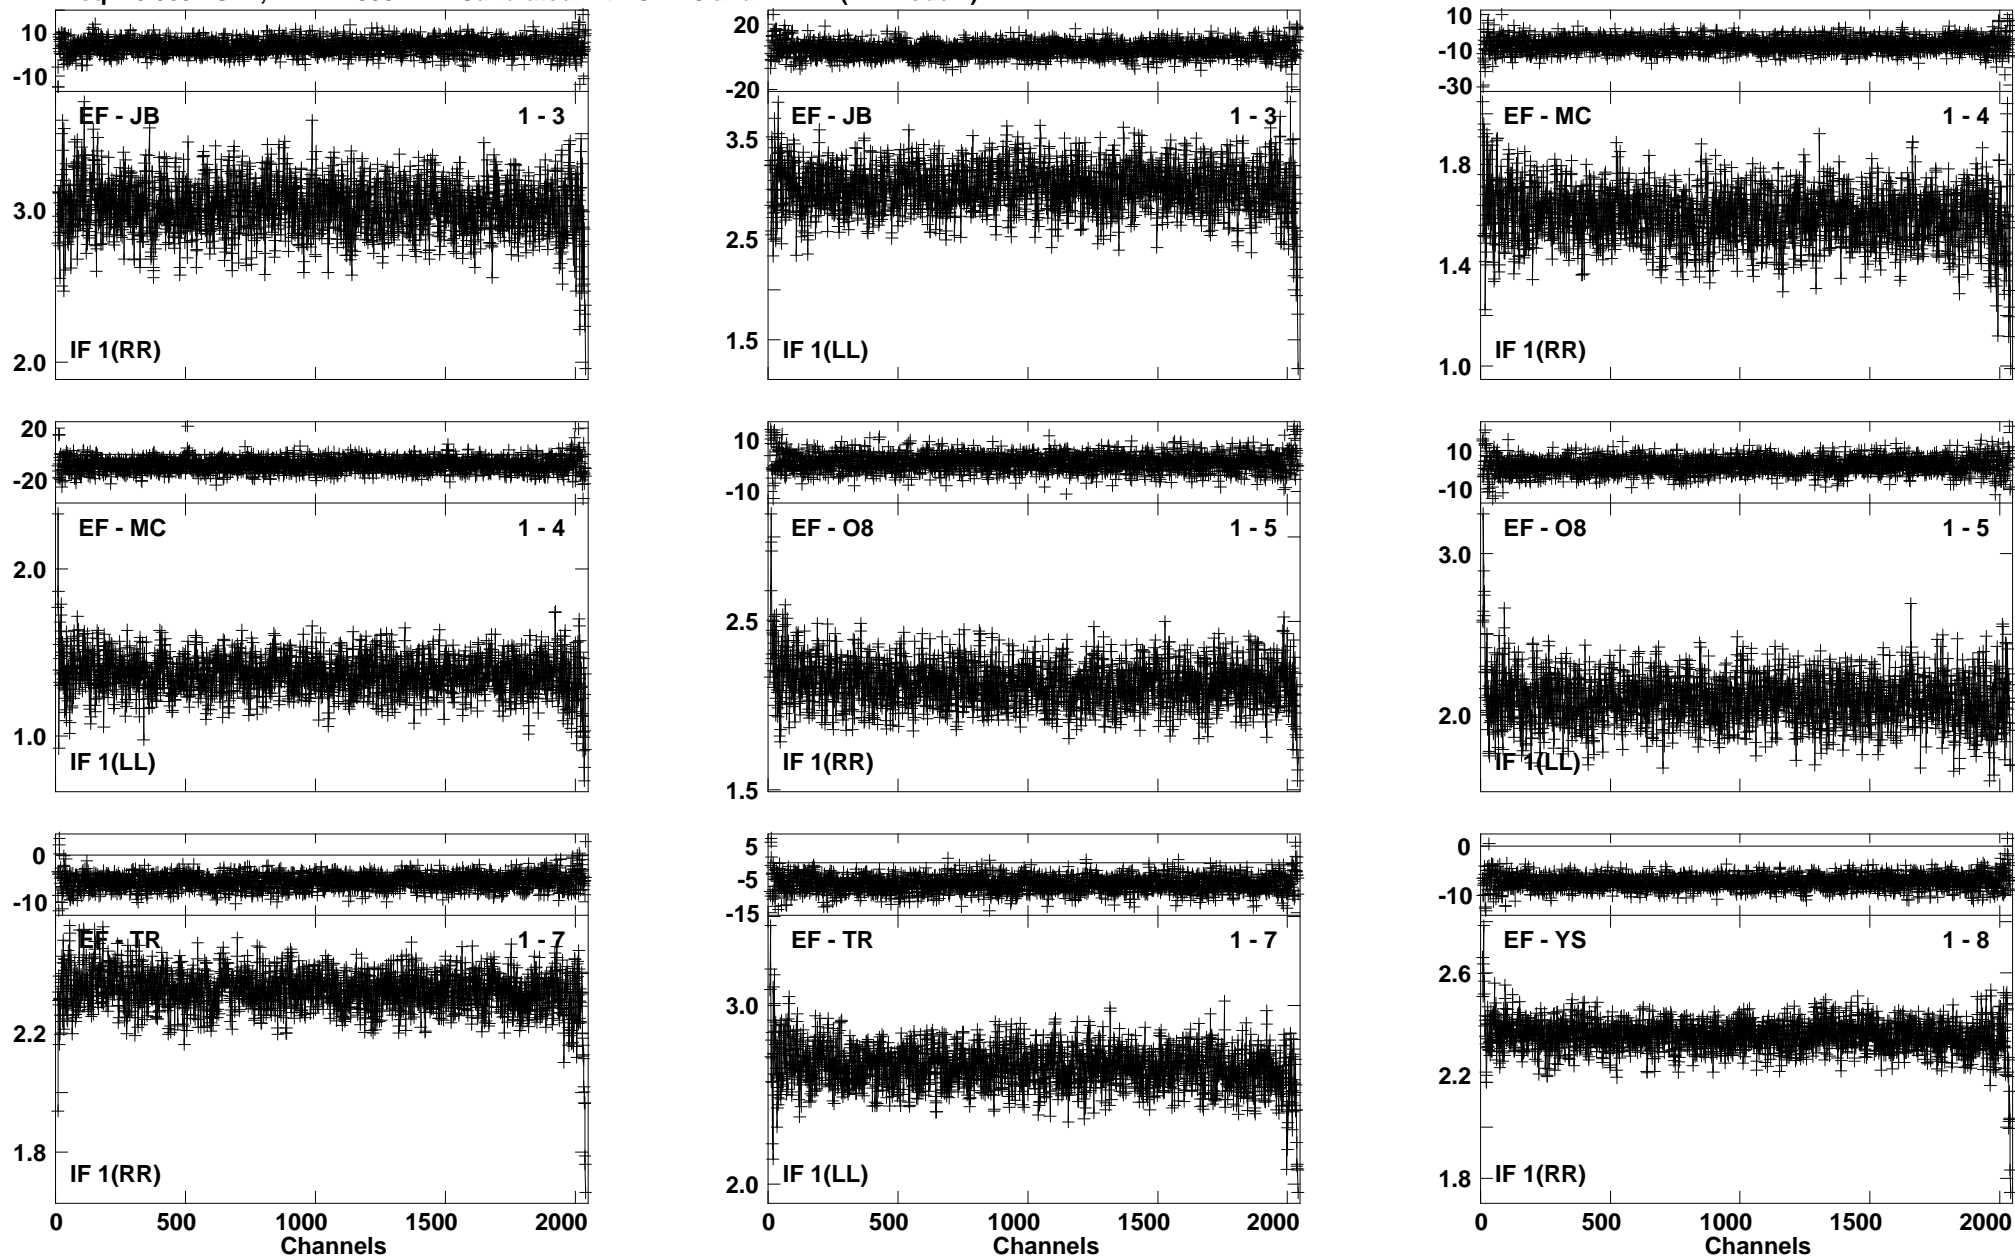 10
-10
EF - JB
1 - 3
3.0
2.0
IF 1(RR)
20
-20
EF - JB
1 - 3
3.5
2.5
1.5
IF 1(LL)
10
-10
-30
EF - MC
1 - 4
1.8
1.4
1.0
IF 1(RR)
20
-20
EF - MC
1 - 4
2.0
1.0
IF 1(LL)
10
-10
EF - O8
1 - 5
2.5
1.5
IF 1(RR)
10
-10
EF - O8
1 - 5
3.0
2.0
IF 1(LL)
0
-10
EF - TR
1 - 7
2.2
1.8
IF 1(RR)
0 500 1000 1500 2000
Channels
5
-5
-15
EF - TR
1 - 7
3.0
2.0
IF 1(LL)
0 500 1000 1500 2000
Channels
0
-10
EF - YS
1 - 8
2.6
2.2
1.8
IF 1(RR)
0 500 1000 1500 2000
Channels